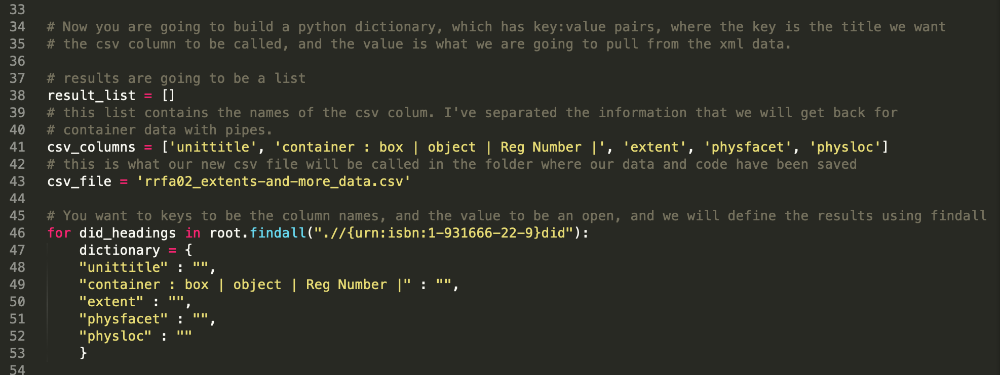 33
34 # Now you are going to build a python dictionary, which has key:value pairs, where the key is the title we want
35 # the csv column to be called, and the value is what we are going to pull from the xml data.
36
37 # results are going to be a list
38 result_list = []
39 # this list contains the names of the csv colum. I've separated the information that we will get back for
40 # container data with pipes.
41 csv_columns = ['unittitle', 'container : box | object | Reg Number |', 'extent', 'physfacet', 'physloc']
42 # this is what our new csv file will be called in the folder where our data and code have been saved
43 csv_file = 'rrfa02_extents-and-more_data.csv'
44
45 # You want to keys to be the column names, and the value to be an open, and we will define the results using findall
46 for did_headings in root.findall(".//{urn:isbn:1-931666-22-9}did"):
47     dictionary = {
48     "unittitle" : "",
49     "container : box | object | Reg Number |" : "",
50     "extent" : "",
51     "physfacet" : "",
52     "physloc" : ""
53     }
54